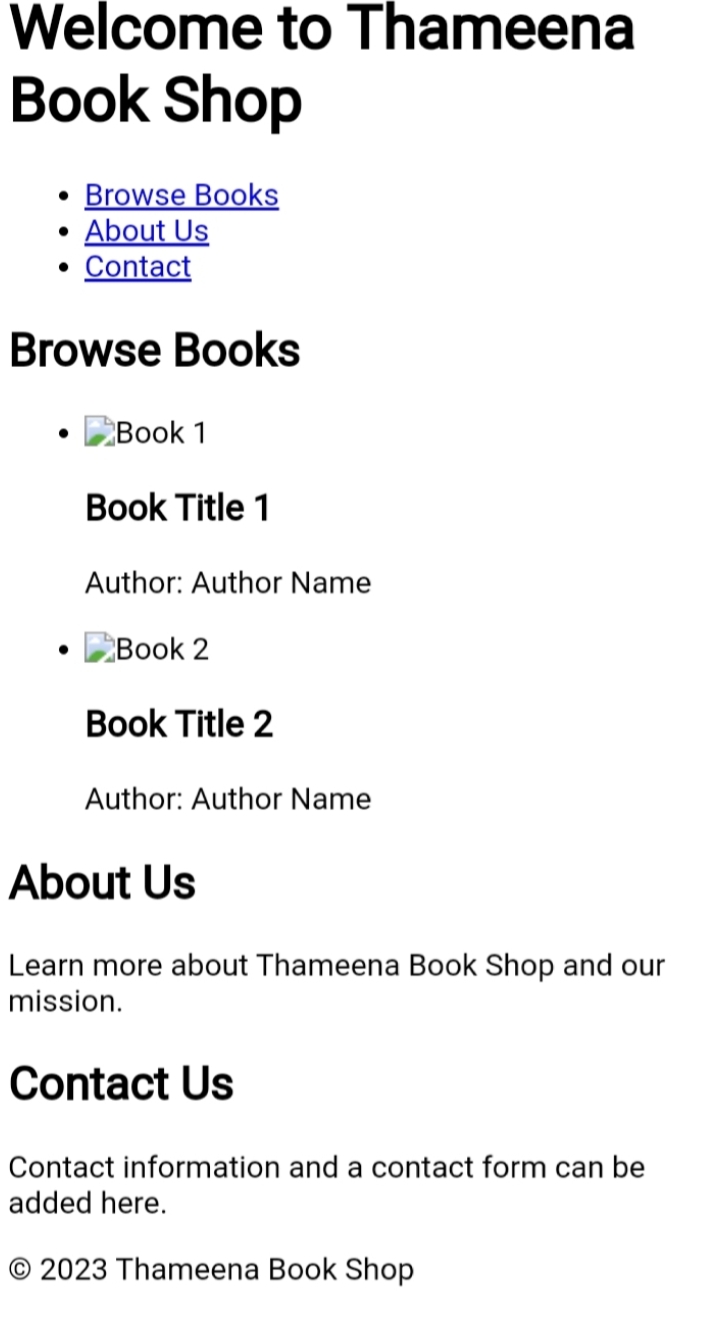 Welcome to Thameena
Book Shop
Browse Books
About Us
Contact
Browse Books
Book 1
Book Title 1
Author: Author Name
Book 2
Book Title 2
Author: Author Name
About Us
Learn more about Thameena Book Shop and our
mission.
Contact Us
Contact information and a contact form can be
added here.
© 2023 Thameena Book Shop